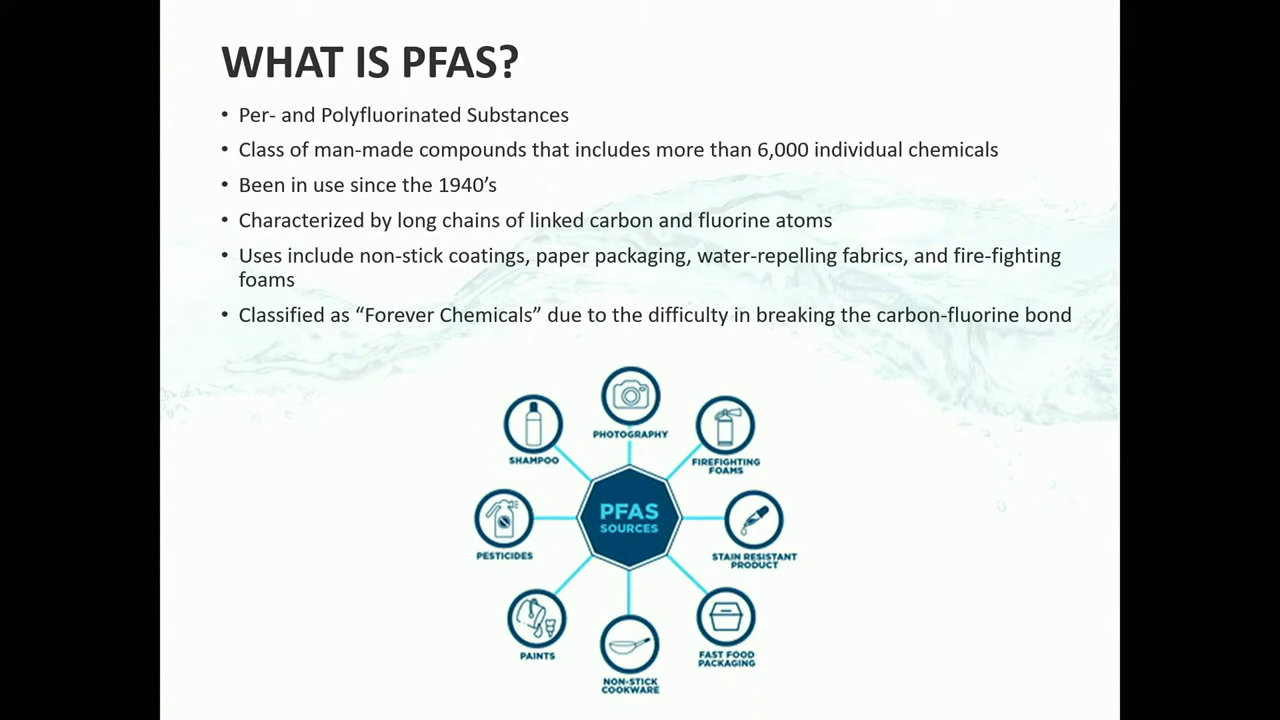 WHAT IS PFAS?
• Per- and Polyfluorinated Substances
• Class of man-made compounds that includes more than 6,000 individual chemicals
• Been in use since the 1940’s
• Characterized by long chains of linked carbon and fluorine atoms
• Uses include non-stick coatings, paper packaging, water-repelling fabrics, and fire-fighting
foams
• Classified as “Forever Chemicals” due to the difficulty in breaking the carbon-fluorine bond
PHOTOGRAPHY
SHAMPOO
FIREFIGHTING
FOAMS
PFAS
SOURCES
PESTICIDES
STAIN RESISTANT
PRODUCT
PAINTS
FAST FOOD
PACKAGING
NON-STICK
COOKWARE